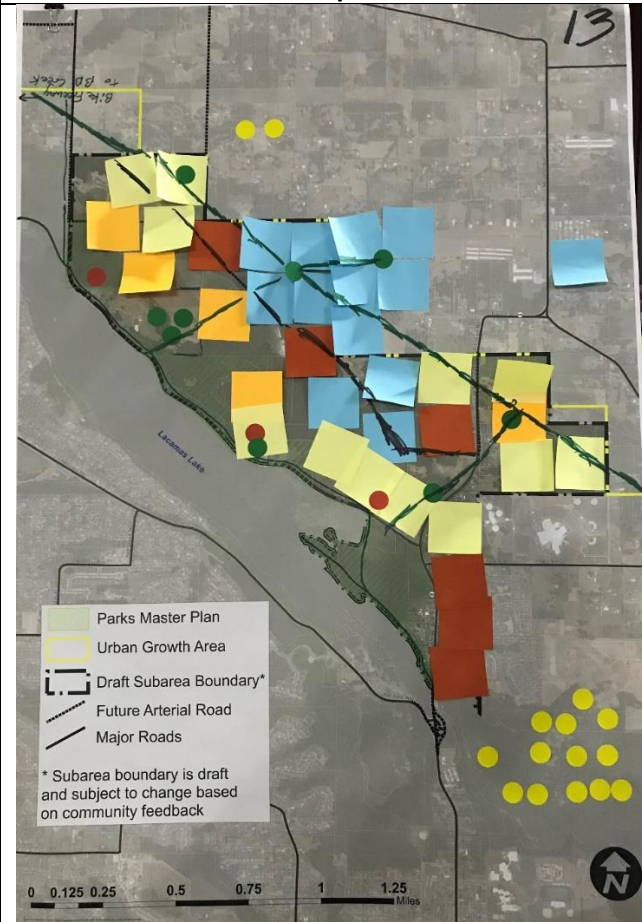 13
Bike Freeway
to BD Creek
Lacamas Lake
Parks Master Plan
Urban Growth Area
Draft Subarea Boundary*
Future Arterial Road
Major Roads
* Subarea boundary is draft
and subject to change based
on community feedback
N
0 0.125 0.25 0.5 0.75 1 1.25
Miles